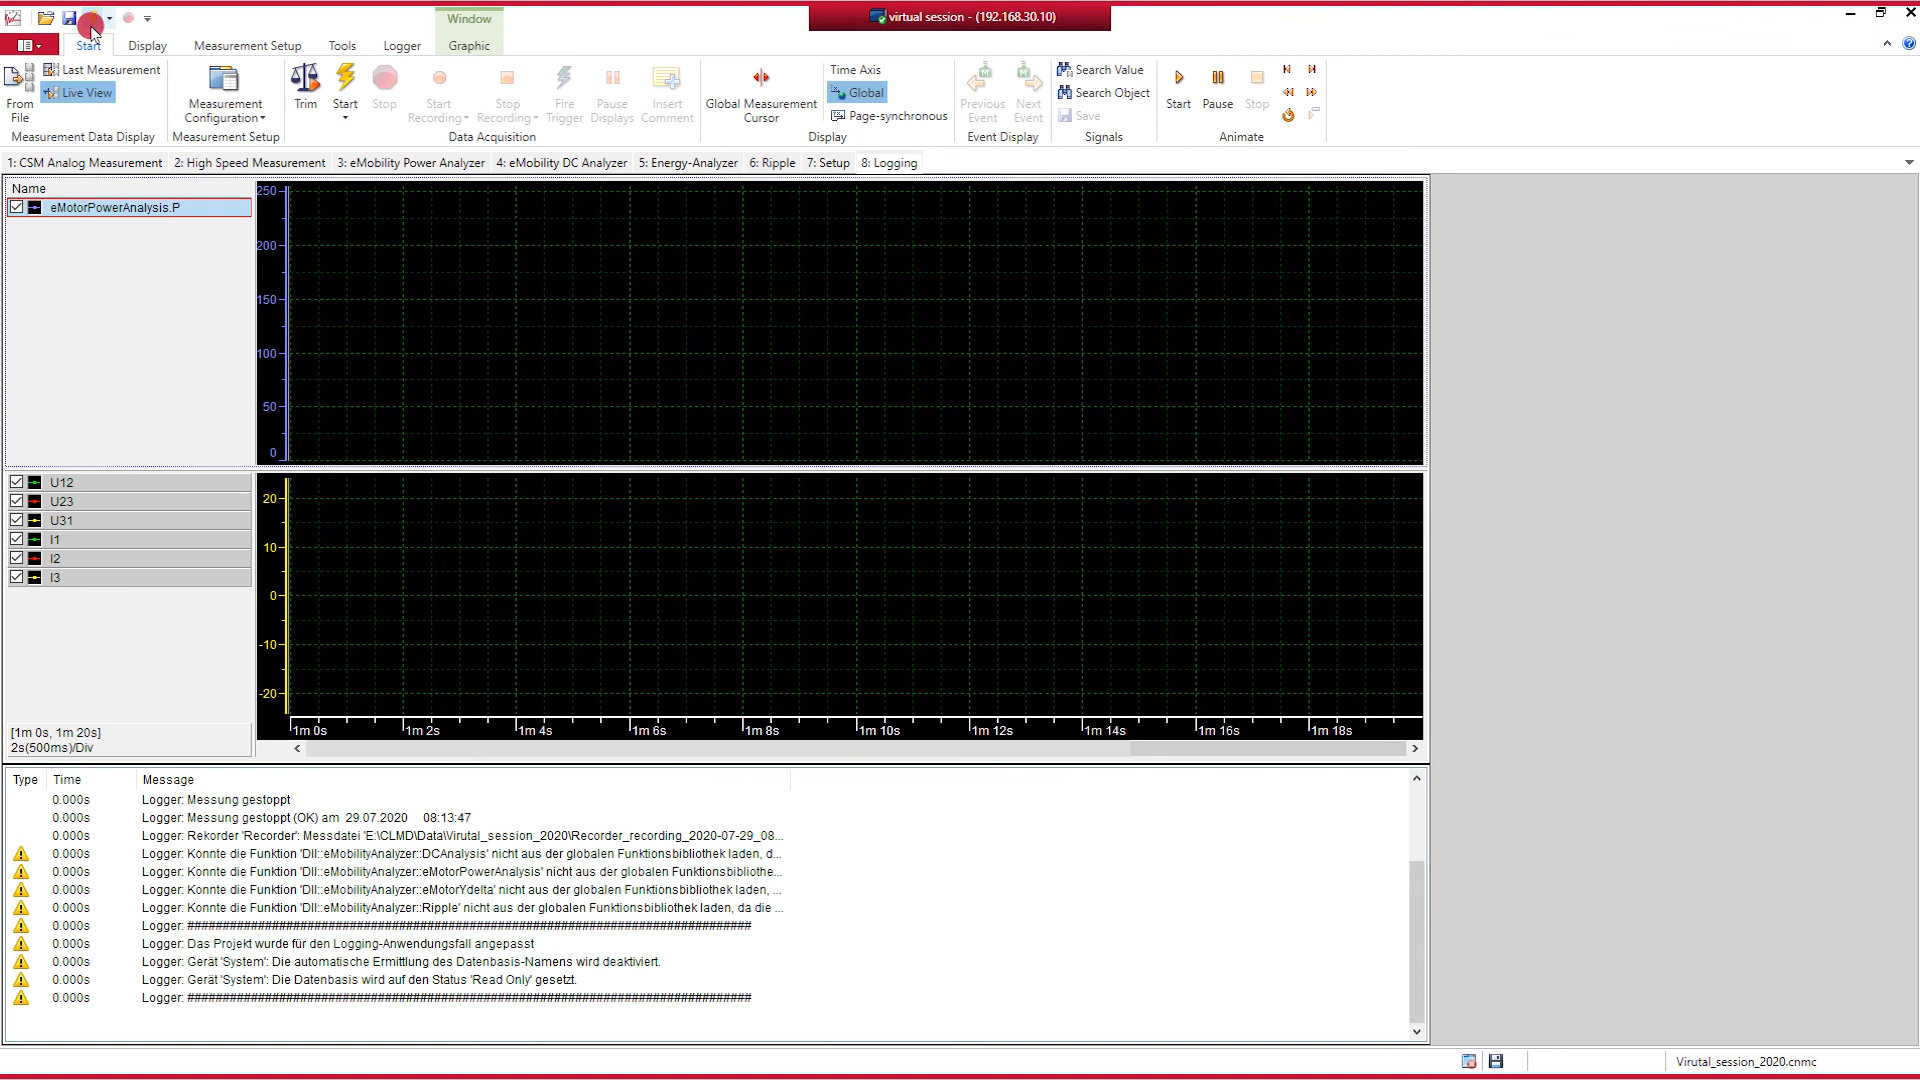 Window
virtual session - (192.168.30.10)
Start
Display
Measurement Setup
Tools
Logger
Graphic
From File
Last Measurement
Live View
Measurement Data Display
Measurement Configuration
Measurement Setup
Trim
Start
Stop
Start Recording
Stop Recording
Fire Trigger
Pause Displays
Insert Comment
Data Acquisition
Global Measurement Cursor
Time Axis
Global
Page-synchronous
Display
Previous Event
Next Event
Event Display
Search Value
Search Object
Save
Signals
Start
Pause
Stop
Animate
1: CSM Analog Measurement
2: High Speed Measurement
3: eMobility Power Analyzer
4: eMobility DC Analyzer
5: Energy-Analyzer
6: Ripple
7: Setup
8: Logging
Name
eMotorPowerAnalysis.P
250
200
150
100
50
0
U12
U23
U31
I1
I2
I3
20
10
0
-10
-20
1m 0s
1m 2s
1m 4s
1m 6s
1m 8s
1m 10s
1m 12s
1m 14s
1m 16s
1m 18s
[1m 0s, 1m 20s]
2s(500ms)/Div
Type Time Message
0.000s Logger: Messung gestoppt
0.000s Logger: Messung gestoppt (OK) am 29.07.2020 08:13:47
0.000s Logger: Rekorder 'Recorder': Messdatei 'E:\CLMD\Data\Virutal_session_2020\Recorder_recording_2020-07-29_08...
0.000s Logger: Konnte die Funktion 'Dll::eMobilityAnalyzer::DCAnalysis' nicht aus der globalen Funktionsbibliothek laden, d...
0.000s Logger: Konnte die Funktion 'Dll::eMobilityAnalyzer::eMotorPowerAnalysis' nicht aus der globalen Funktionsbibliothe...
0.000s Logger: Konnte die Funktion 'Dll::eMobilityAnalyzer::eMotorYdelta' nicht aus der globalen Funktionsbibliothek laden, ...
0.000s Logger: Konnte die Funktion 'Dll::eMobilityAnalyzer::Ripple' nicht aus der globalen Funktionsbibliothek laden, da die ...
0.000s Logger: ################################################################################
0.000s Logger: Das Projekt wurde für den Logging-Anwendungsfall angepasst
0.000s Logger: Gerät 'System': Die automatische Ermittlung des Datenbasis-Namens wird deaktiviert.
0.000s Logger: Gerät 'System': Die Datenbasis wird auf den Status 'Read Only' gesetzt.
0.000s Logger: ################################################################################
Virutal_session_2020.cnmc